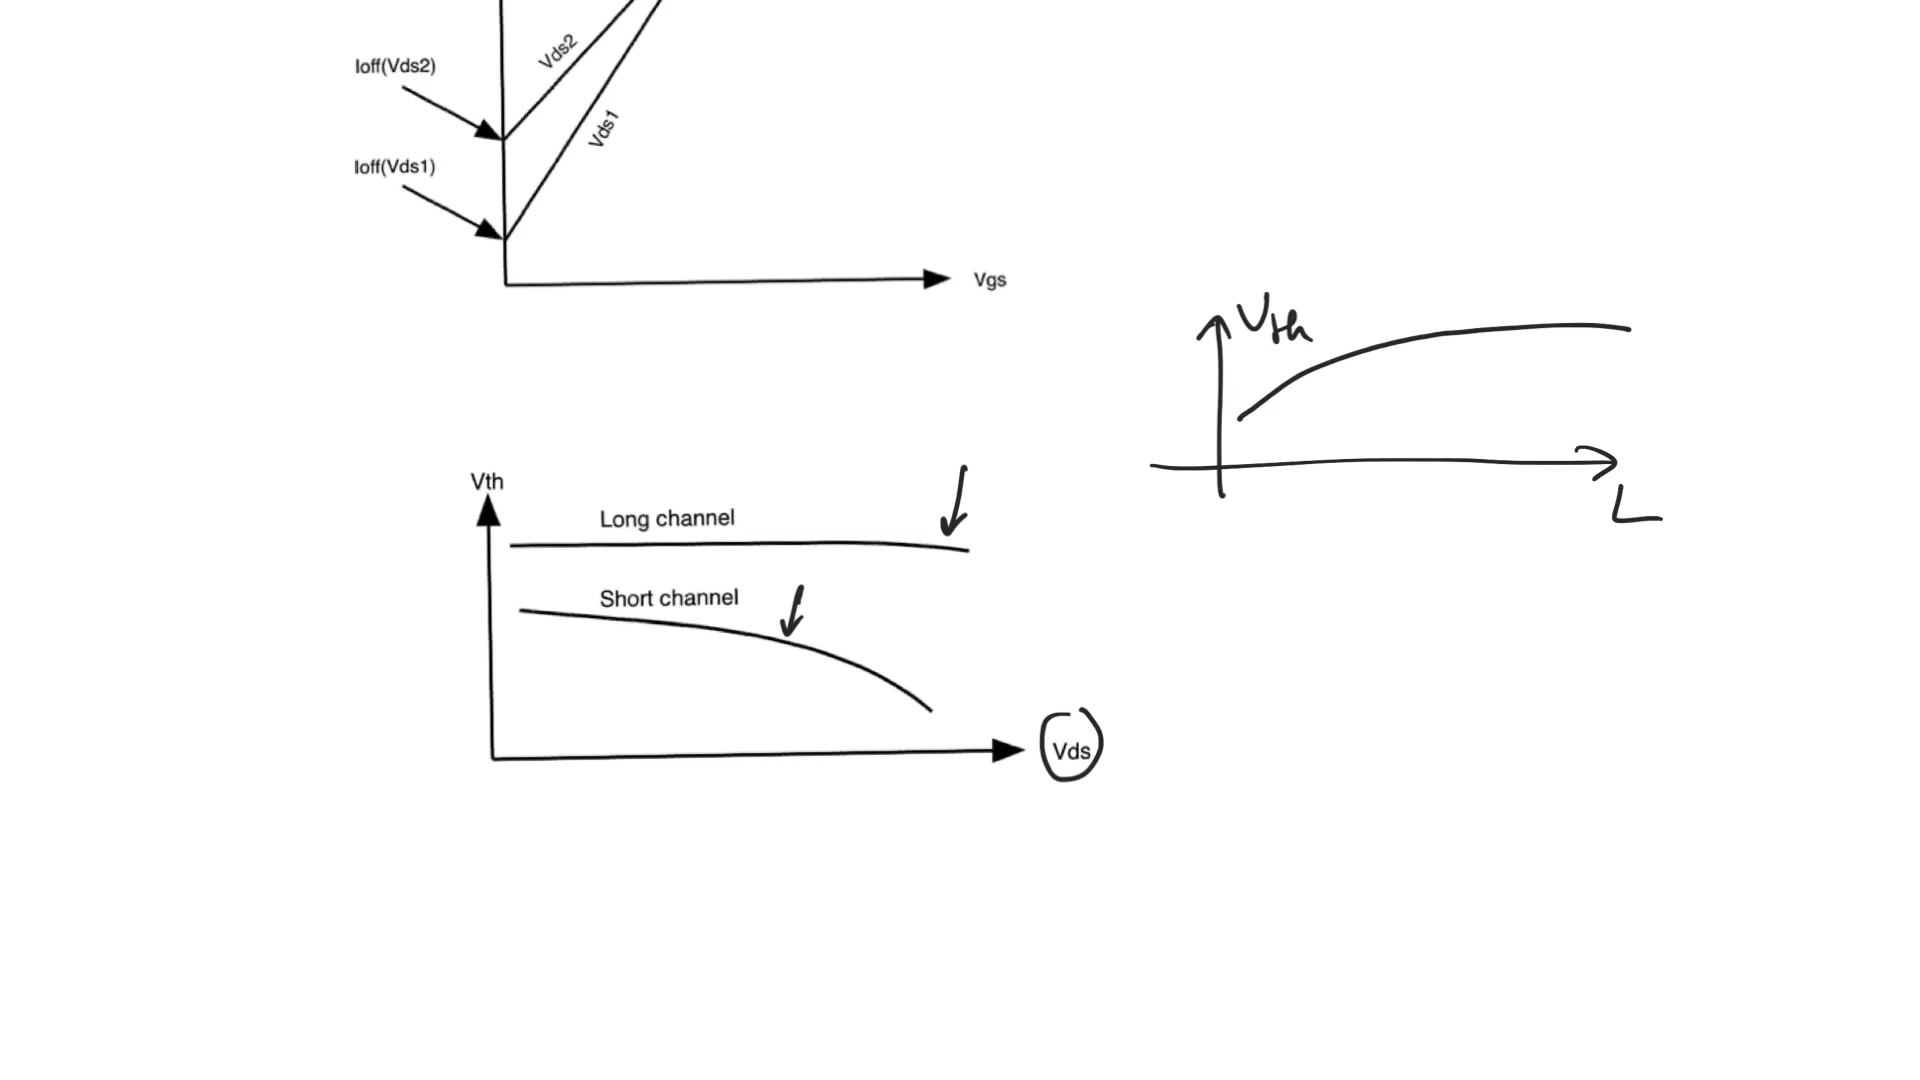 Ioff(Vds2)
Vds2
Vds1
Ioff(Vds1)
Vgs
Vth
L
Vth
Long channel
Short channel
Vds